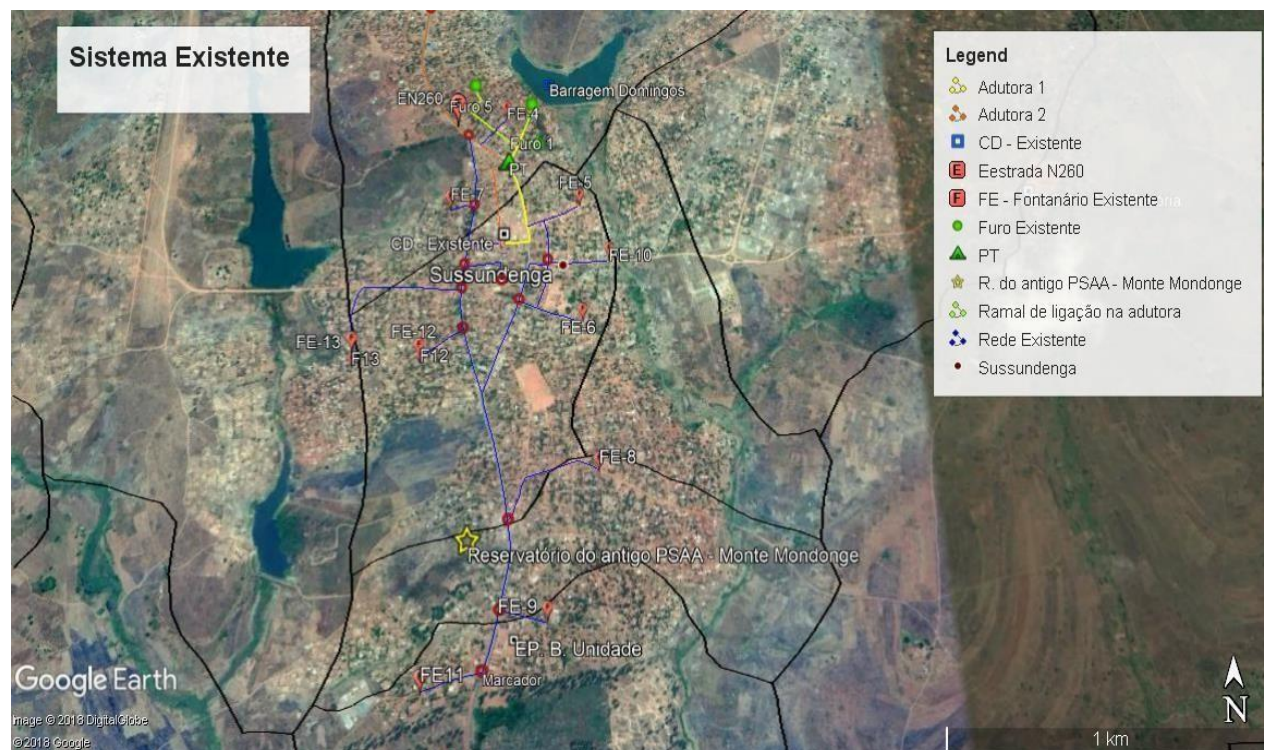 Sistema Existente
Legend
Adutora 1
Adutora 2
CD - Existente
E Eestrada N260
F FE - Fontanário Existente
Furo Existente
PT
R. do antigo PSAA - Monte Mondonge
Ramal de ligação na adutora
Rede Existente
Sussundenga
Barragem Domingos
EN260
Furo 5
FE-4
Furo 1
PT
FE-7
FE-5
CD - Existente
FE-10
Sussundenga
FE-6
FE-13
F13
FE-12
F12
FE-8
Reservatório do antigo PSAA - Monte Mondonge
FE-9
EP. B. Unidade
FE11
Marcador
Google Earth
Image © 2018 DigitalGlobe
© 2018 Google
N
1 km